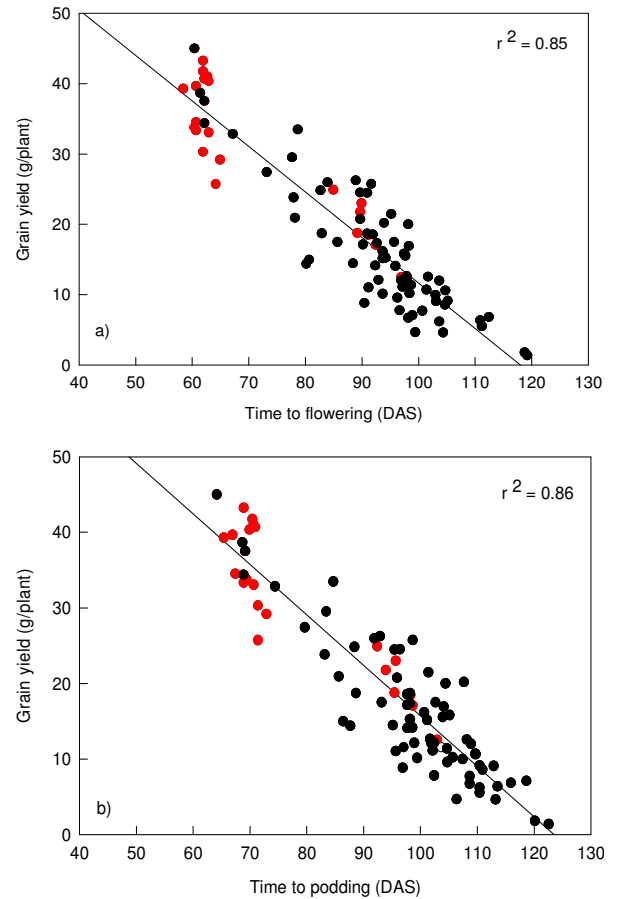 50
40
30
20
10
0
Grain yield (g/plant)
r 2 = 0.85
a)
40 50 60 70 80 90 100 110 120 130
Time to flowering (DAS)
50
40
30
20
10
0
Grain yield (g/plant)
r 2 = 0.86
b)
40 50 60 70 80 90 100 110 120 130
Time to podding (DAS)